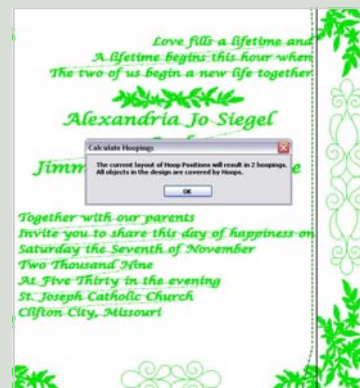 Love fills a lifetime and
A lifetime begins this hour when
The two of us begin a new life together
Alexandria Jo Siegel
Calculate Hoopings
The current layout of Hoop Positions will result in 2 hoopings.
All objects in the design are covered by Hoops.
OK
Together with our parents
Invite you to share this day of happiness on
Saturday the Seventh of November
Two Thousand Nine
At Five Thirty in the evening
St. Joseph Catholic Church
Clifton City, Missouri